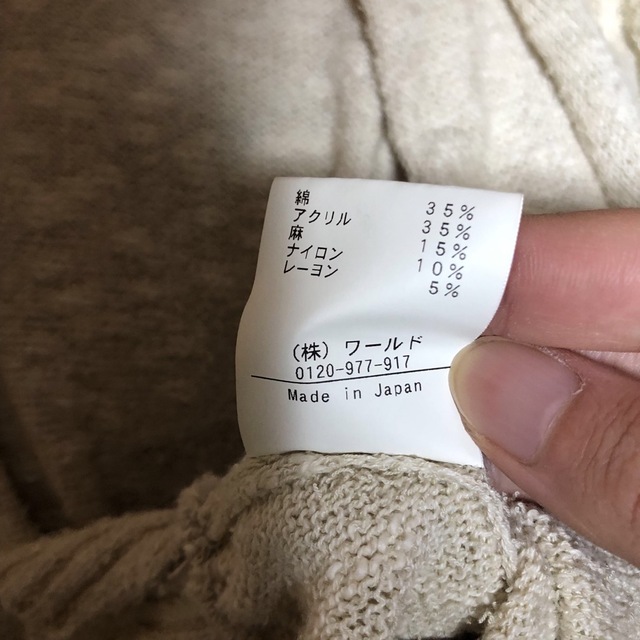 綿 35%
アクリル 35%
麻 15%
ナイロン 10%
レーヨン 5%
(株) ワールド
0120-977-917
Made in Japan